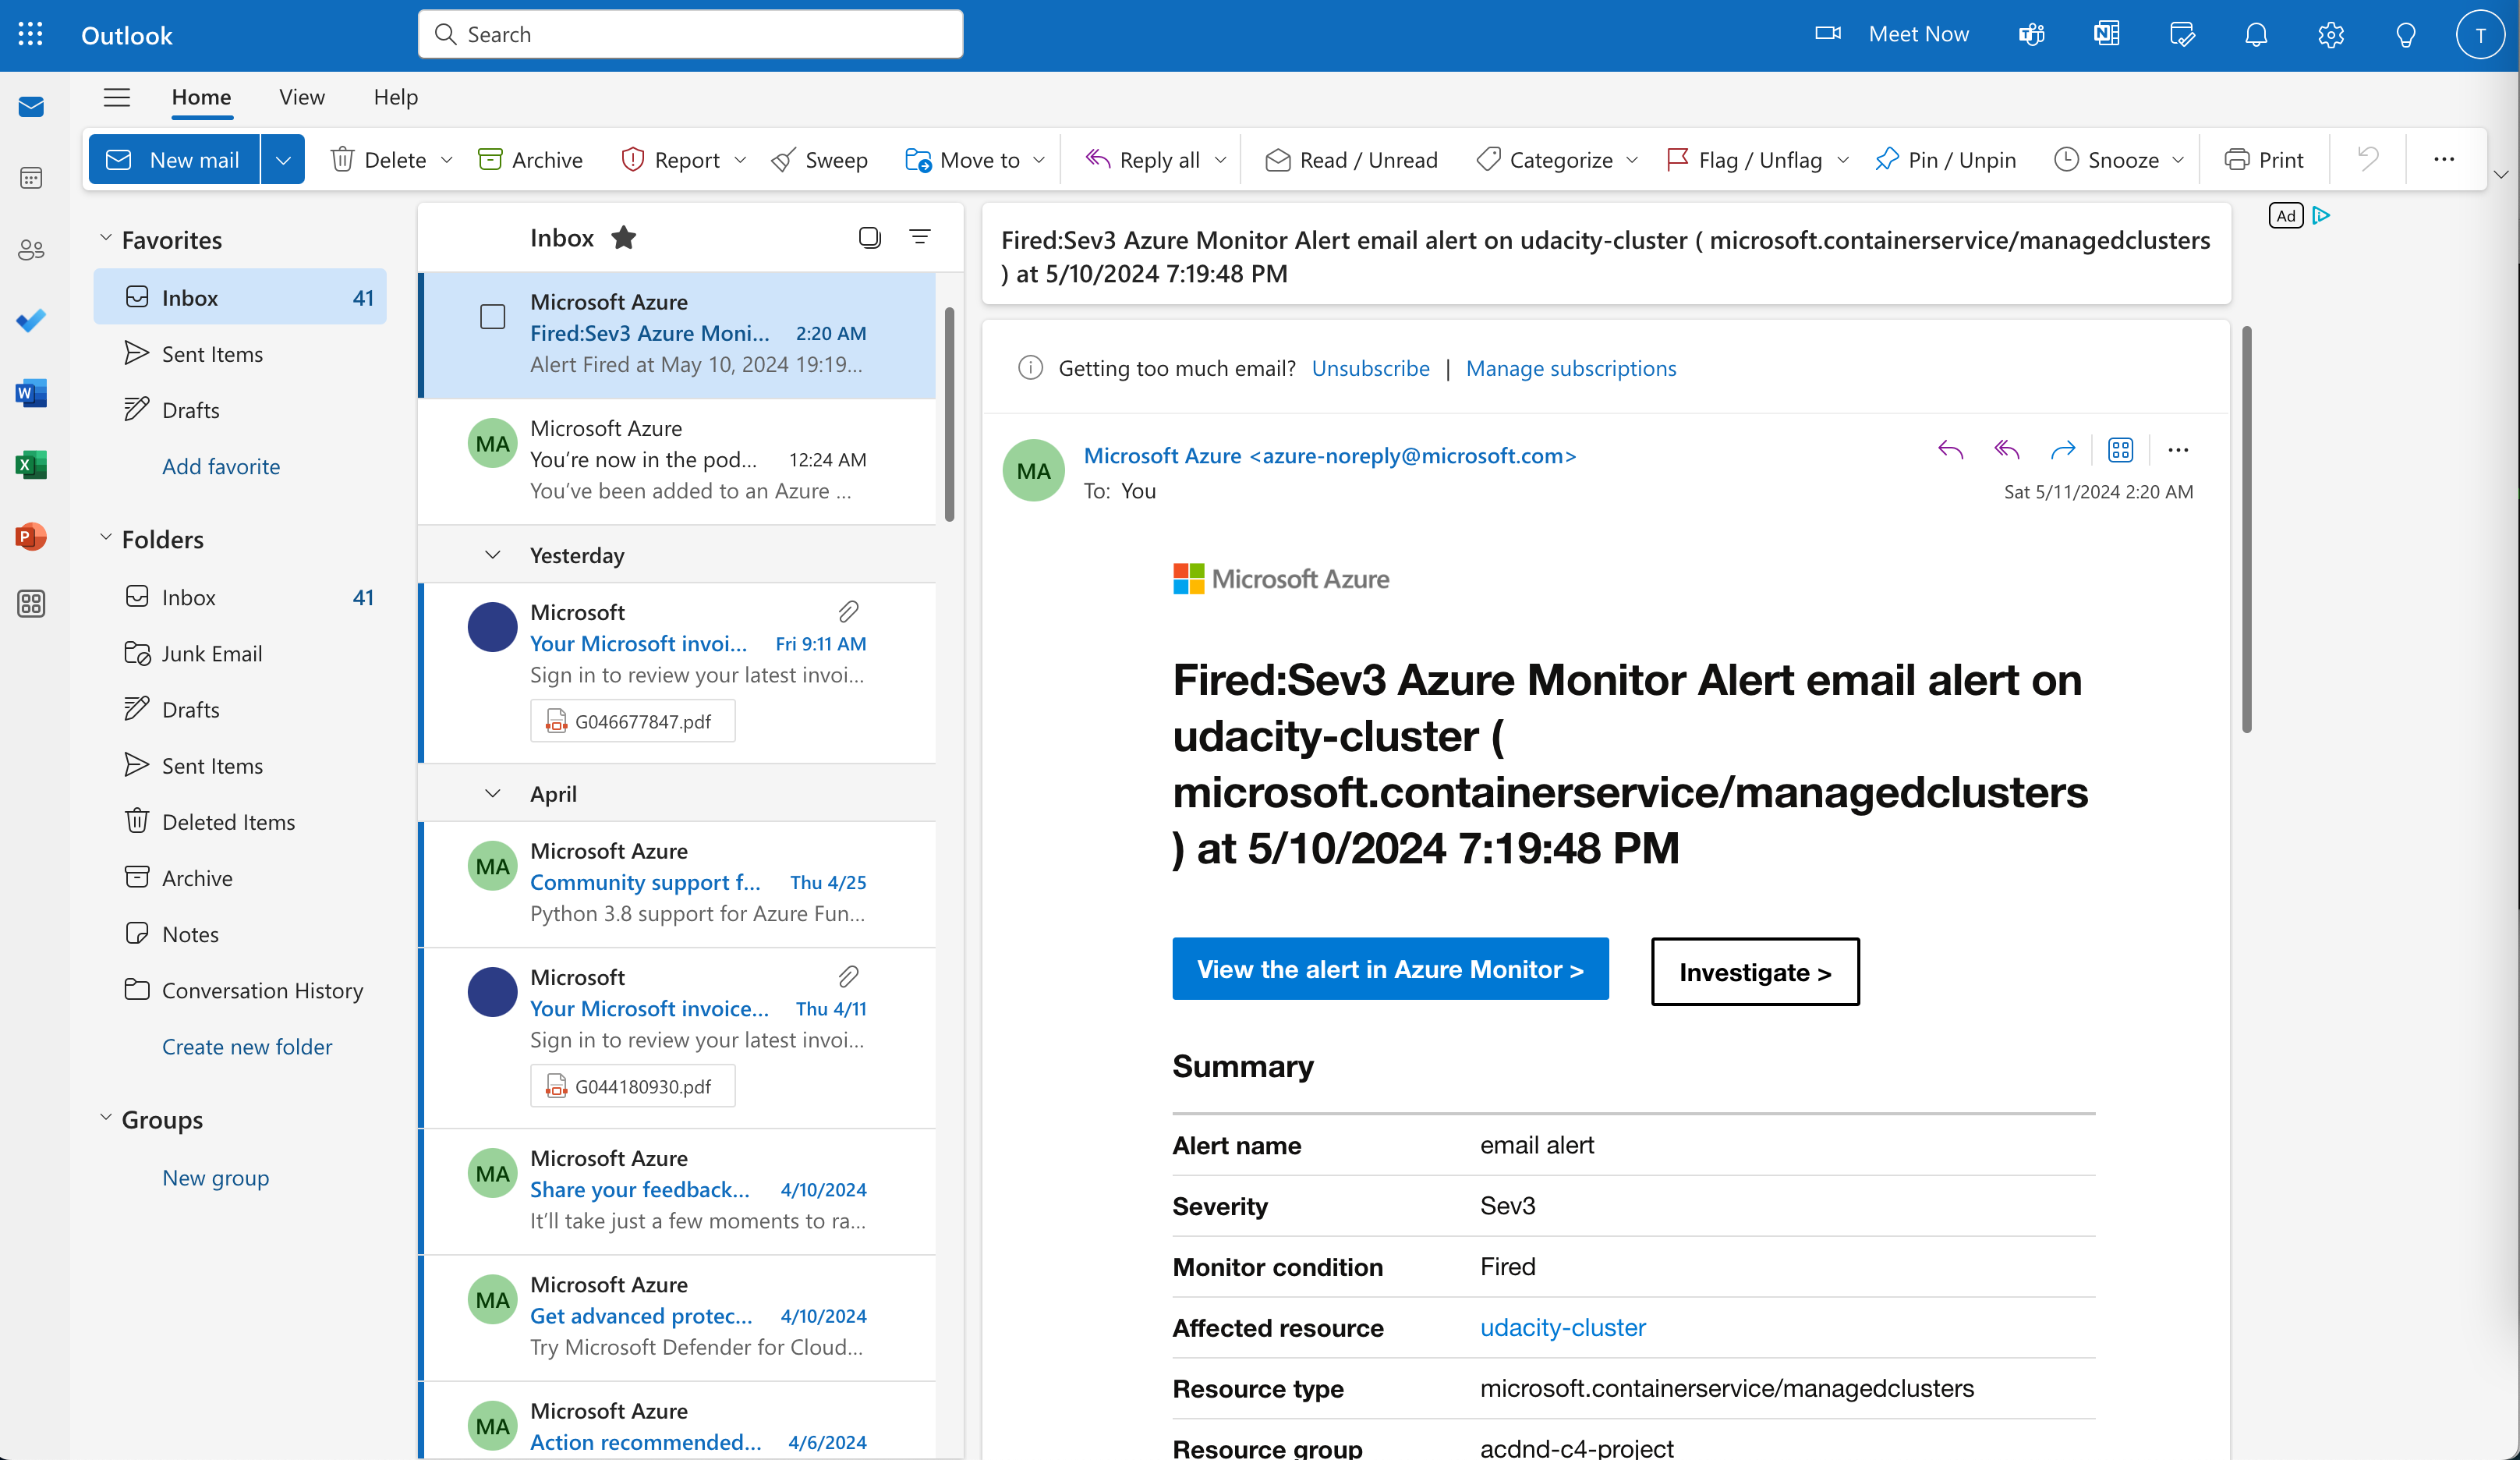 Outlook
Search
Meet Now
T
Home
View
Help
New mail
Delete
Archive
Report
Sweep
Move to
Reply all
Read / Unread
Categorize
Flag / Unflag
Pin / Unpin
Snooze
Print
Favorites
Inbox 41
Sent Items
Drafts
Add favorite
Folders
Inbox 41
Junk Email
Drafts
Sent Items
Deleted Items
Archive
Notes
Conversation History
Create new folder
Groups
New group
Inbox
Microsoft Azure
Fired:Sev3 Azure Moni... 2:20 AM
Alert Fired at May 10, 2024 19:19...
MA
Microsoft Azure
You're now in the pod... 12:24 AM
You've been added to an Azure ...
Yesterday
Microsoft
Your Microsoft invoi... Fri 9:11 AM
Sign in to review your latest invoi...
G046677847.pdf
April
MA
Microsoft Azure
Community support f... Thu 4/25
Python 3.8 support for Azure Fun...
Microsoft
Your Microsoft invoice... Thu 4/11
Sign in to review your latest invoi...
G044180930.pdf
MA
Microsoft Azure
Share your feedback... 4/10/2024
It'll take just a few moments to ra...
MA
Microsoft Azure
Get advanced protec... 4/10/2024
Try Microsoft Defender for Cloud...
MA
Microsoft Azure
Action recommended... 4/6/2024
Fired:Sev3 Azure Monitor Alert email alert on udacity-cluster ( microsoft.containerservice/managedclusters
) at 5/10/2024 7:19:48 PM
Ad
Getting too much email? Unsubscribe | Manage subscriptions
MA
Microsoft Azure <azure-noreply@microsoft.com>
To: You
Sat 5/11/2024 2:20 AM
Microsoft Azure
Fired:Sev3 Azure Monitor Alert email alert on
udacity-cluster (
microsoft.containerservice/managedclusters
) at 5/10/2024 7:19:48 PM
View the alert in Azure Monitor >
Investigate >
Summary
Alert name email alert
Severity Sev3
Monitor condition Fired
Affected resource udacity-cluster
Resource type microsoft.containerservice/managedclusters
Resource group acdnd-c4-project